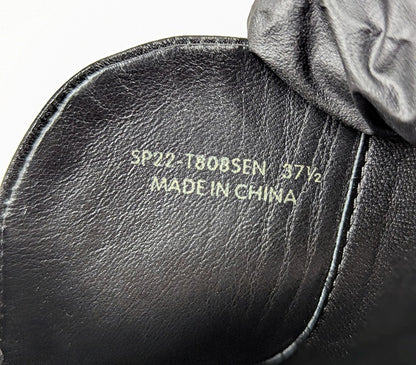 SP22-T808SEN 37½
MADE IN CHINA